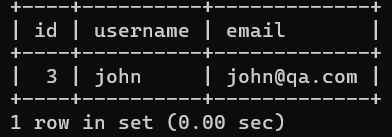 +----+----------+-------------+
| id | username | email       |
+----+----------+-------------+
|  3 | john     | john@qa.com |
+----+----------+-------------+
1 row in set (0.00 sec)